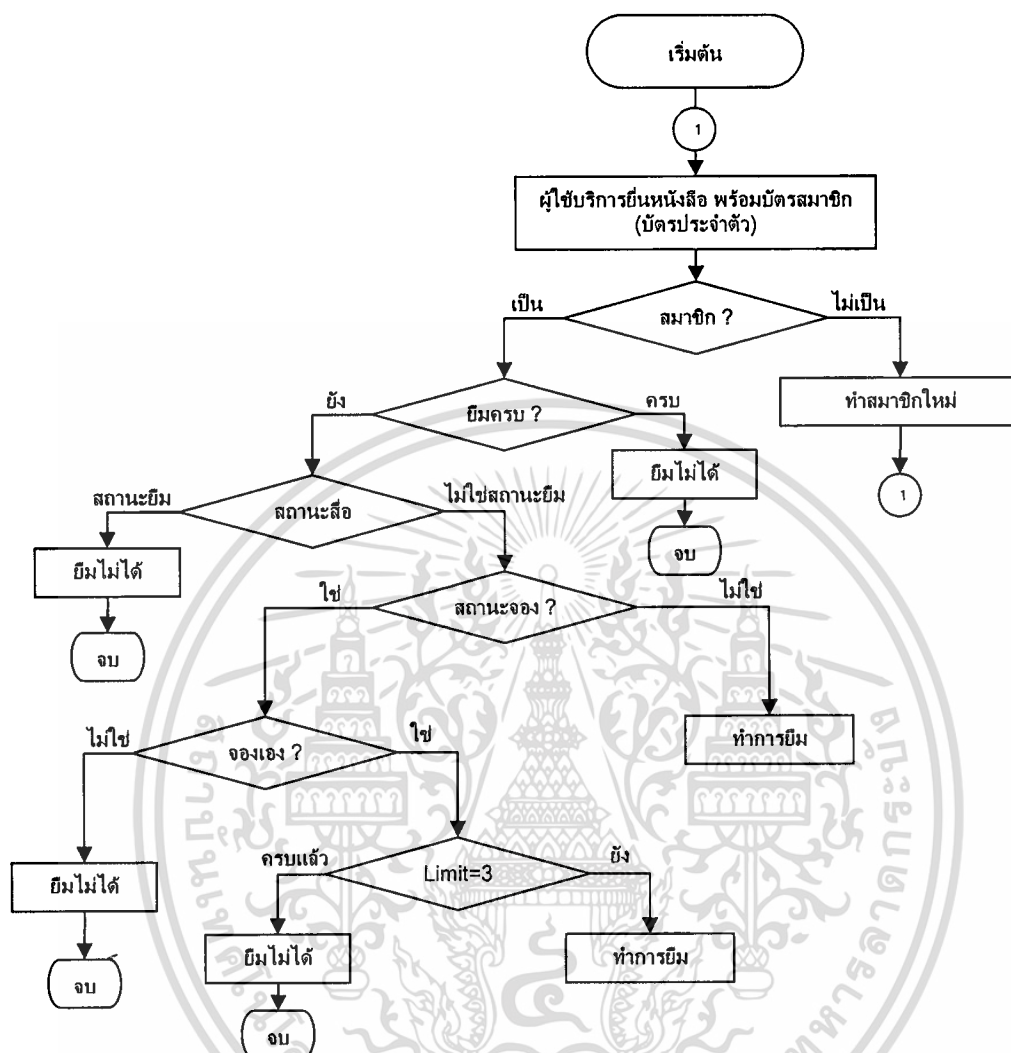 เริ่มต้น
1
ผู้ใช้บริการยื่นหนังสือ พร้อมบัตรสมาชิก
(บัตรประจำตัว)
เป็น
สมาชิก ?
ไม่เป็น
ยัง
ยืมครบ ?
ครบ
ทำสมาชิกใหม่
ยืมไม่ได้
1
สถานะยืม
สถานะสื่อ
ไม่ใช่สถานะยืม
จบ
ยืมไม่ได้
ใช่
สถานะจอง ?
ไม่ใช่
จบ
ไม่ใช่
จองเอง ?
ใช่
ทำการยืม
ครบแล้ว
Limit=3
ยัง
ยืมไม่ได้
ยืมไม่ได้
ทำการยืม
จบ
จบ